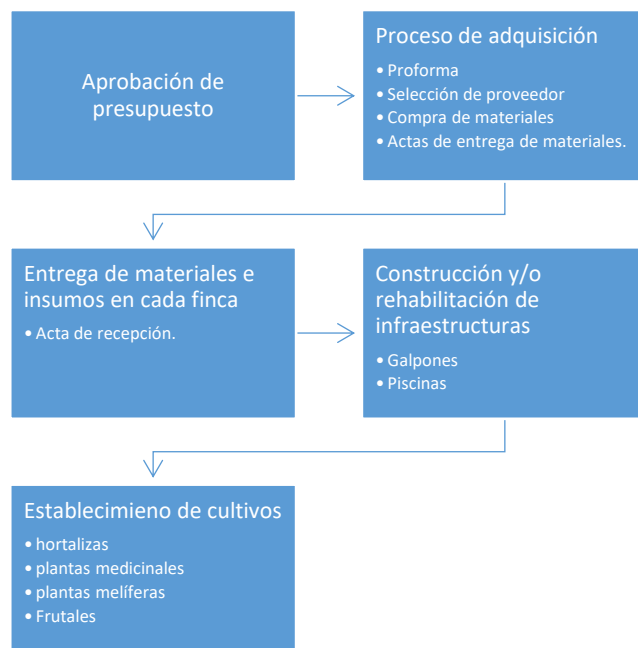 Aprobación de
presupuesto
Proceso de adquisición
• Proforma
• Selección de proveedor
• Compra de materiales
• Actas de entrega de materiales.
Entrega de materiales e
insumos en cada finca
• Acta de recepción.
Construcción y/o
rehabilitación de
infraestructuras
• Galpones
• Piscinas
Establecimieno de cultivos
• hortalizas
• plantas medicinales
• plantas melíferas
• Frutales